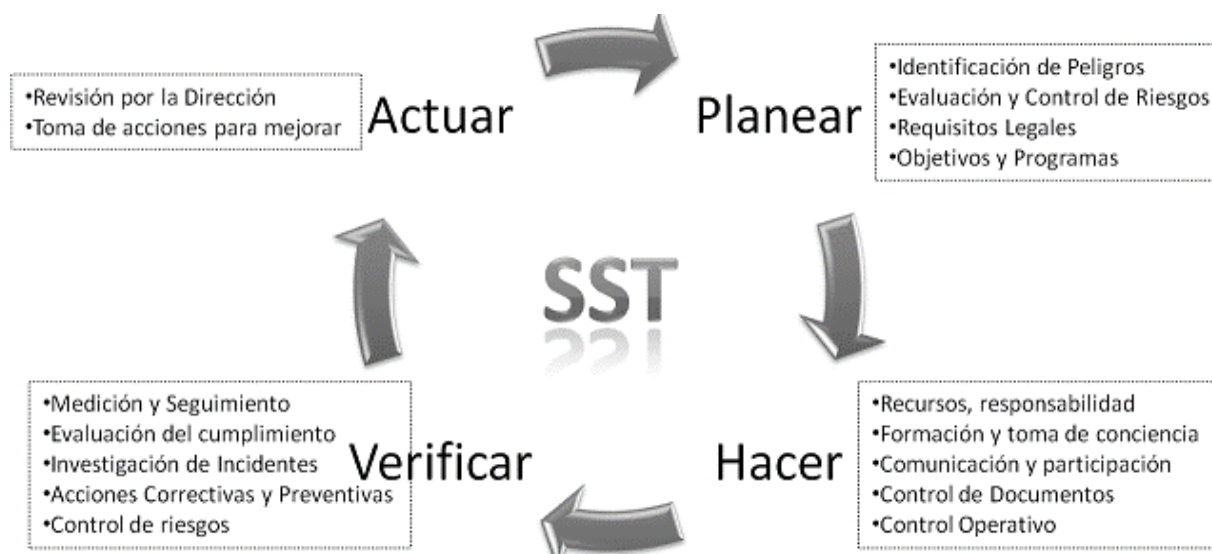 Actuar
•Revisión por la Dirección
•Toma de acciones para mejorar
Planear
•Identificación de Peligros
•Evaluación y Control de Riesgos
•Requisitos Legales
•Objetivos y Programas
SST
Verificar
•Medición y Seguimiento
•Evaluación del cumplimiento
•Investigación de Incidentes
•Acciones Correctivas y Preventivas
•Control de riesgos
Hacer
•Recursos, responsabilidad
•Formación y toma de conciencia
•Comunicación y participación
•Control de Documentos
•Control Operativo